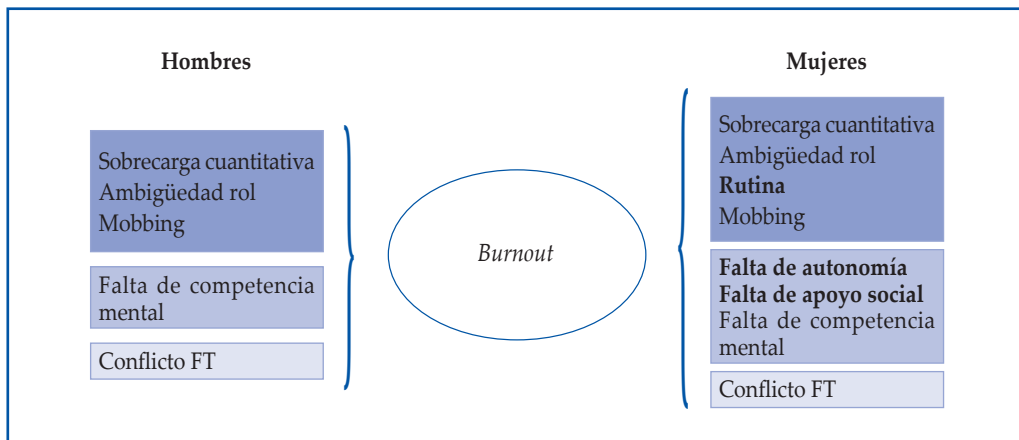 Hombres
Sobrecarga cuantitativa
Ambigüedad rol
Mobbing
Falta de competencia
mental
Conflicto FT
Burnout
Mujeres
Sobrecarga cuantitativa
Ambigüedad rol
Rutina
Mobbing
Falta de autonomía
Falta de apoyo social
Falta de competencia
mental
Conflicto FT